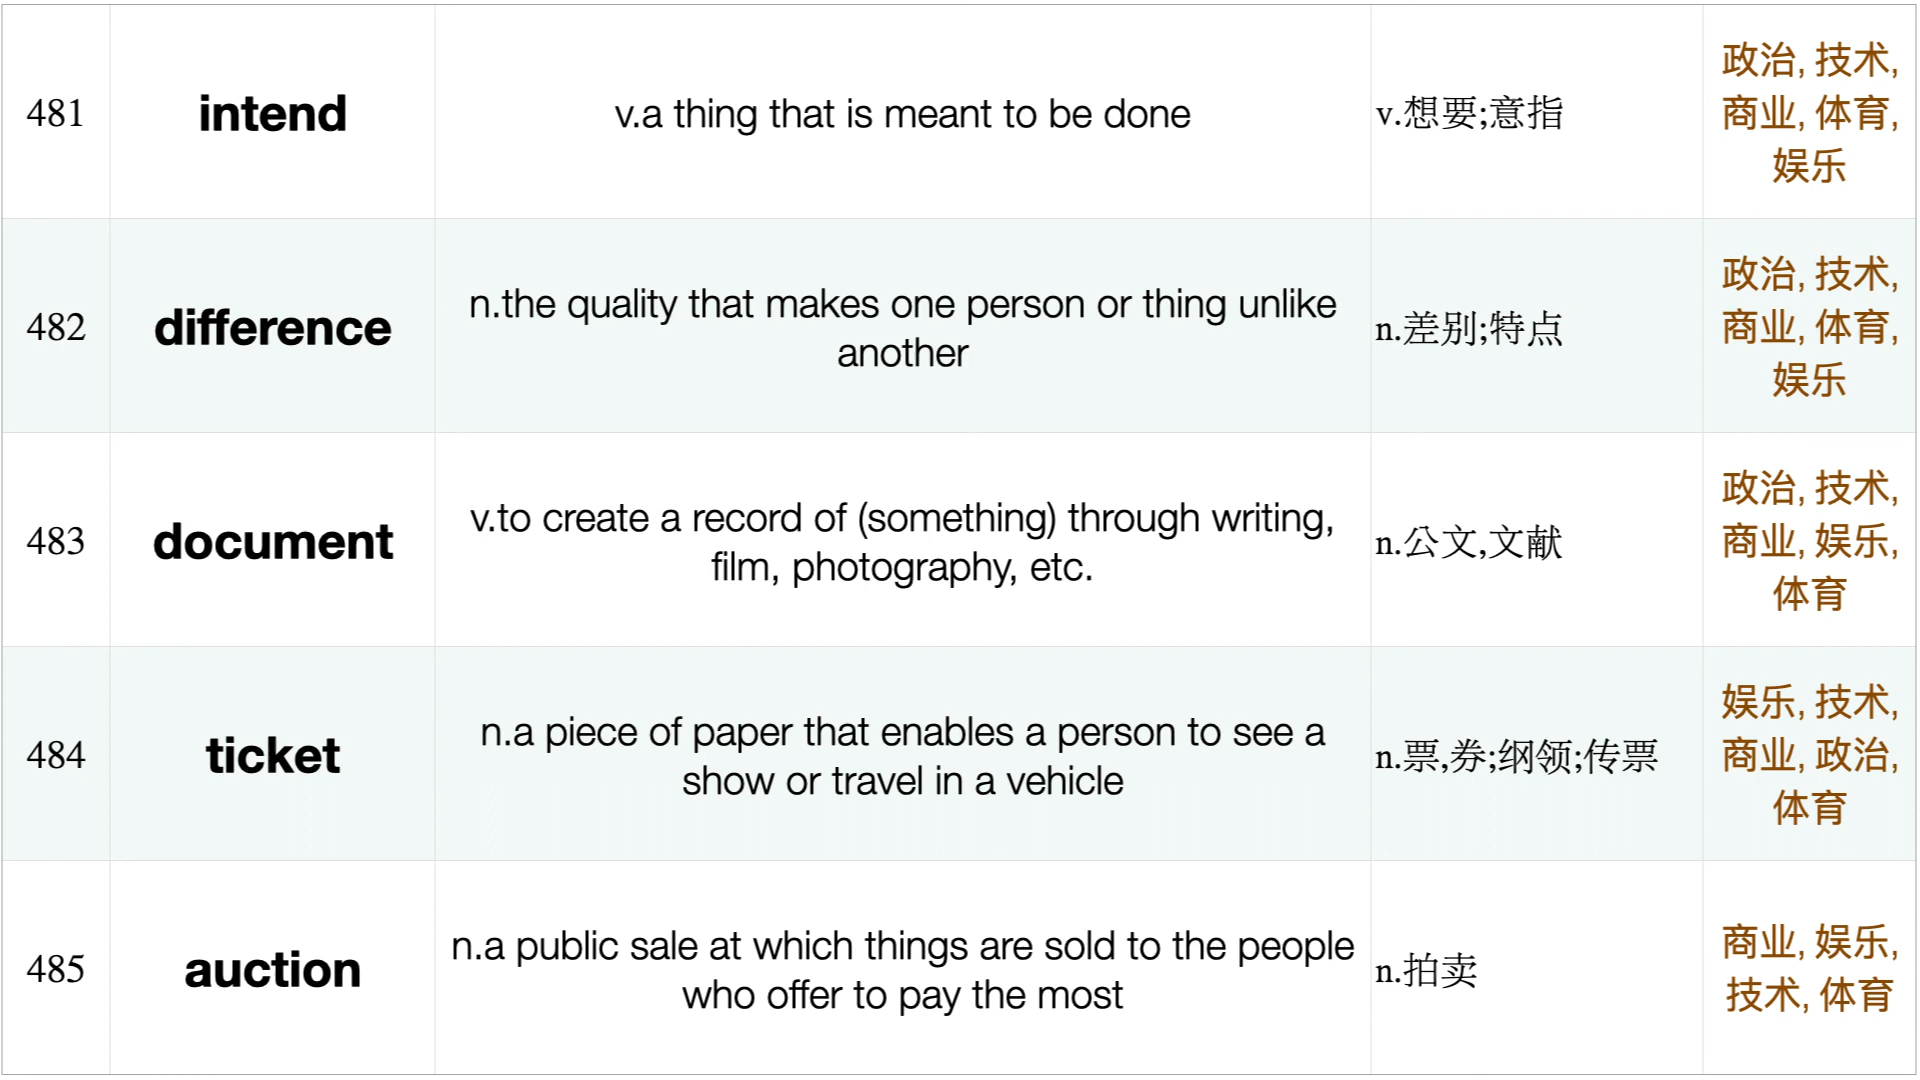 481
intend
v.a thing that is meant to be done
v.想要;意指
政治, 技术,
商业, 体育,
娱乐
482
difference
n.the quality that makes one person or thing unlike
another
n.差别;特点
政治, 技术,
商业, 体育,
娱乐
483
document
v.to create a record of (something) through writing,
film, photography, etc.
n.公文,文献
政治, 技术,
商业, 娱乐,
体育
484
ticket
n.a piece of paper that enables a person to see a
show or travel in a vehicle
n.票,券;纲领;传票
娱乐, 技术,
商业, 政治,
体育
485
auction
n.a public sale at which things are sold to the people
who offer to pay the most
n.拍卖
商业, 娱乐,
技术, 体育